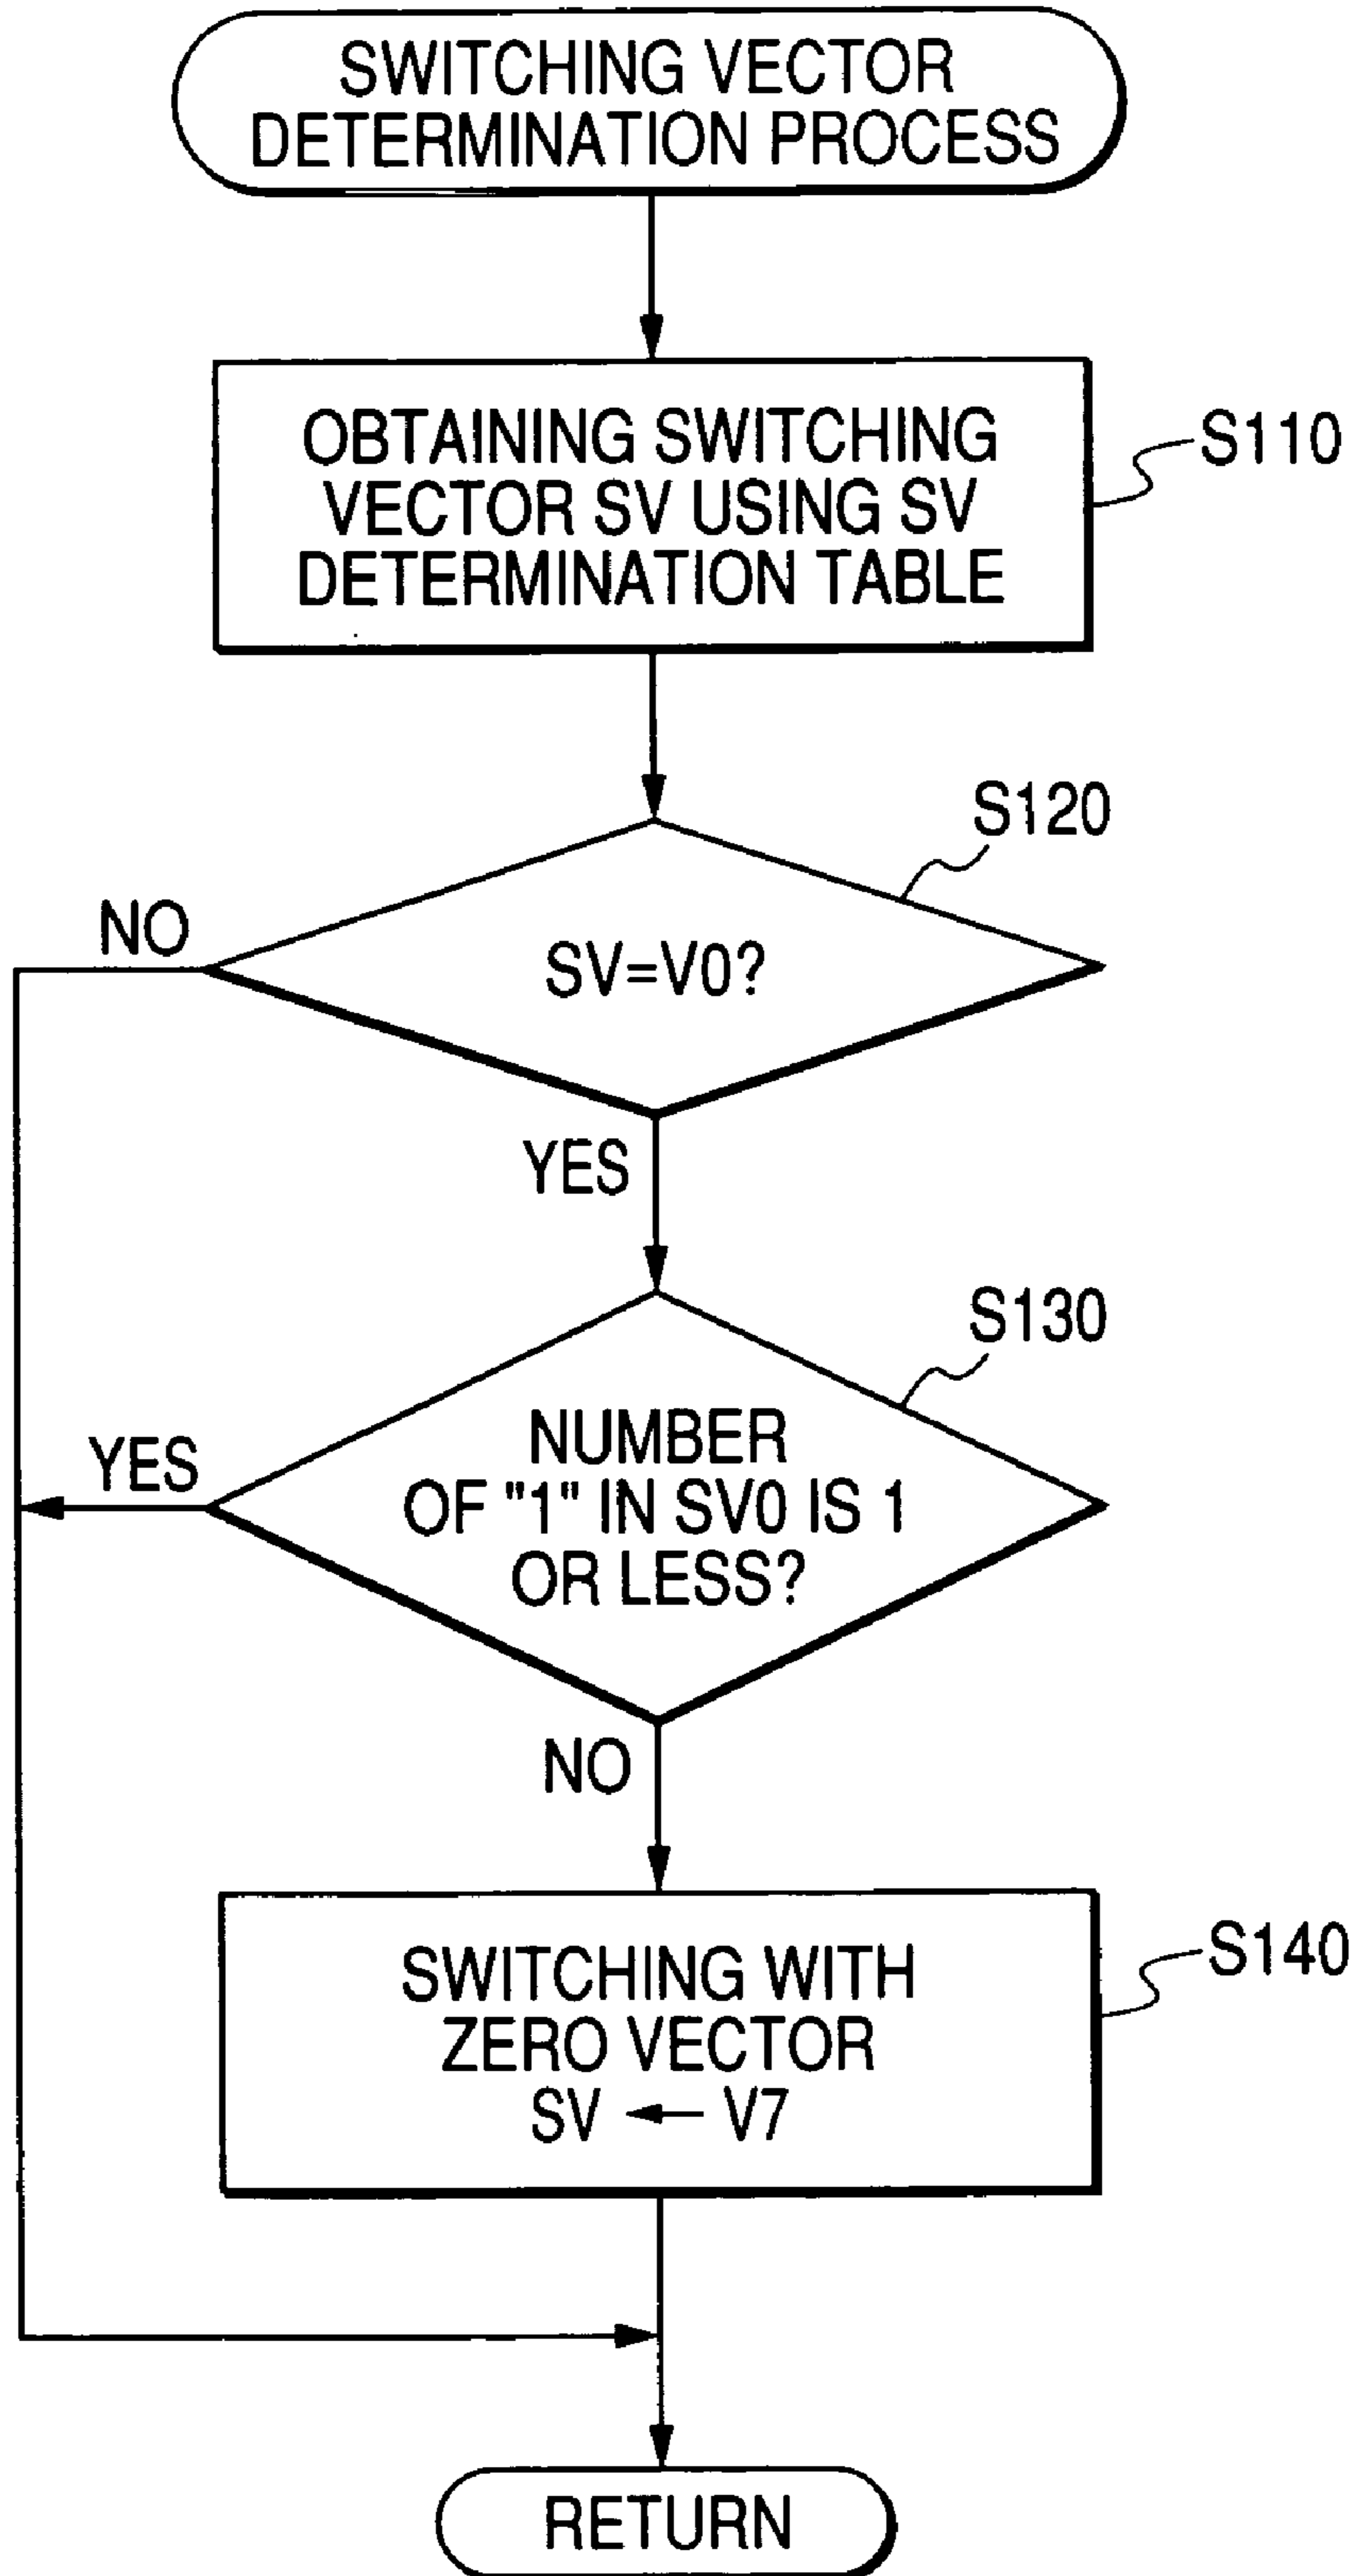 SWITCHING VECTOR
DETERMINATION PROCESS
OBTAINING SWITCHING
VECTOR SV USING SV
DETERMINATION TABLE
S110
S120
NO
SV=V0?
YES
S130
YES
NUMBER
OF "1" IN SV0 IS 1
OR LESS?
NO
S140
SWITCHING WITH
ZERO VECTOR
SV ← V7
RETURN